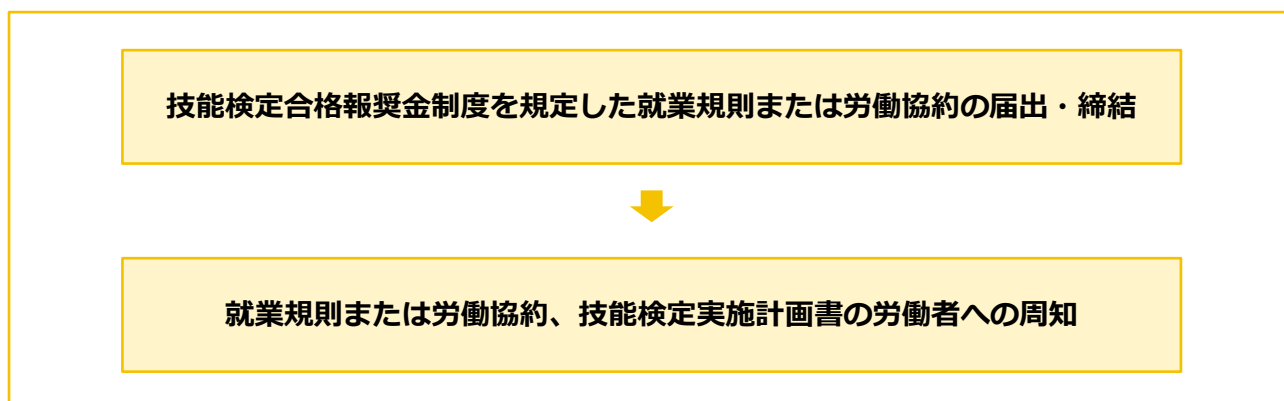 技能検定合格報奨金制度を規定した就業規則または労働協約の届出・締結
就業規則または労働協約、技能検定実施計画書の労働者への周知